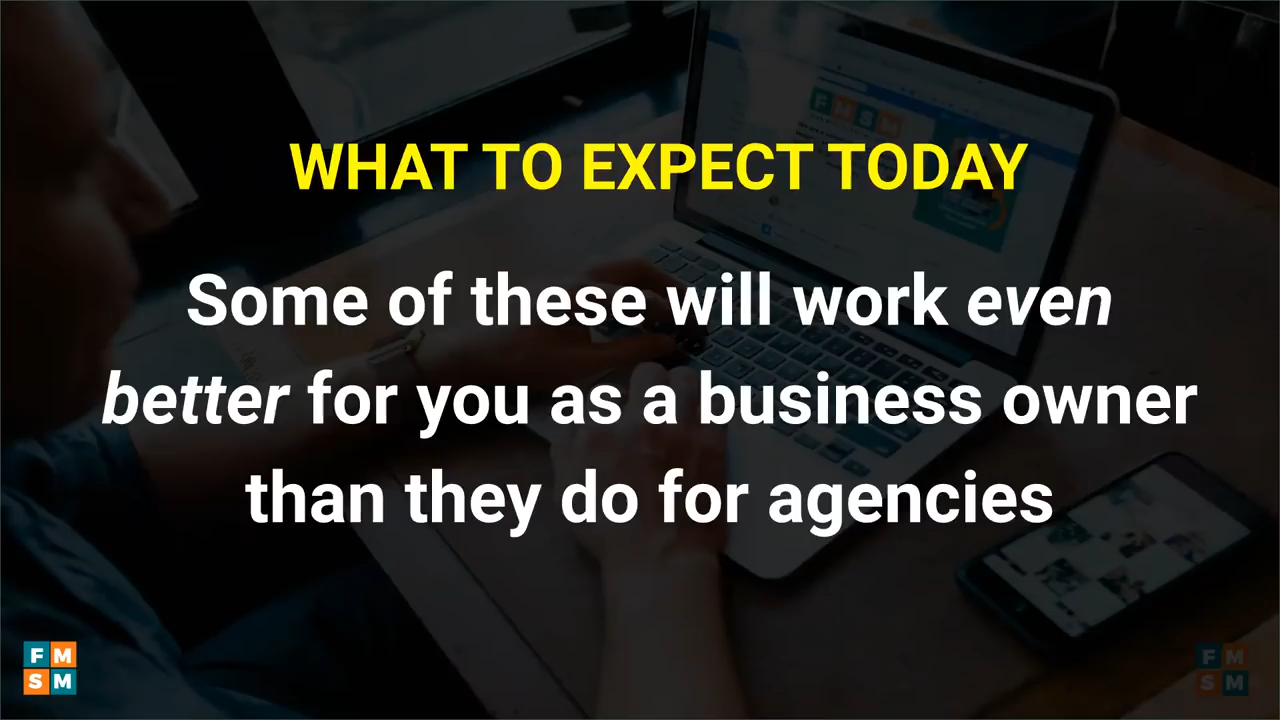 WHAT TO EXPECT TODAY
Some of these will work even
better for you as a business owner
than they do for agencies
F M S M
F M
S M
F M
S M